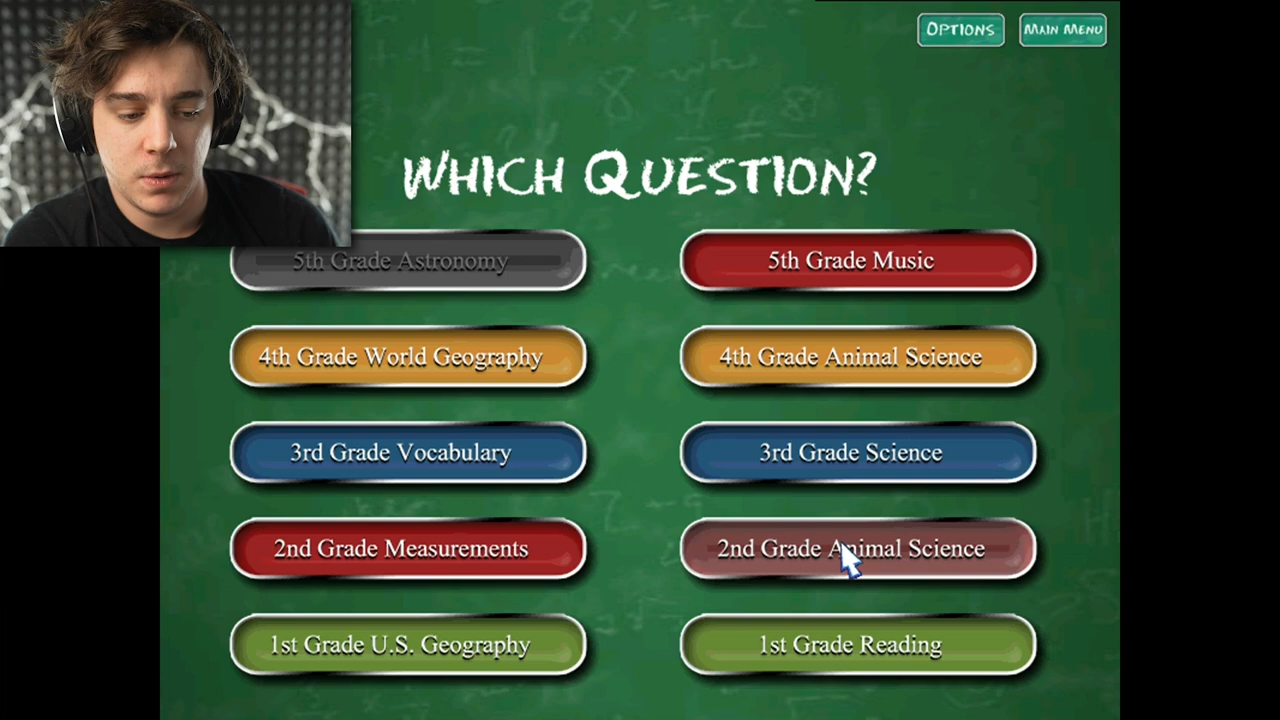 OPTIONS
MAIN MENU
WHICH QUESTION?
5th Grade Astronomy
5th Grade Music
4th Grade World Geography
4th Grade Animal Science
3rd Grade Vocabulary
3rd Grade Science
2nd Grade Measurements
2nd Grade Animal Science
1st Grade U.S. Geography
1st Grade Reading